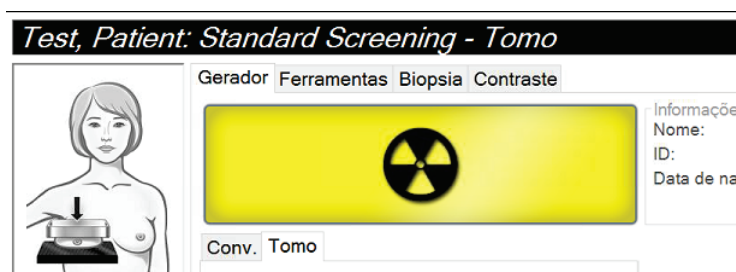 Test, Patient: Standard Screening - Tomo
Gerador Ferramentas Biopsia Contraste
Informaçõe
Nome:
ID:
Data de na
Conv. Tomo